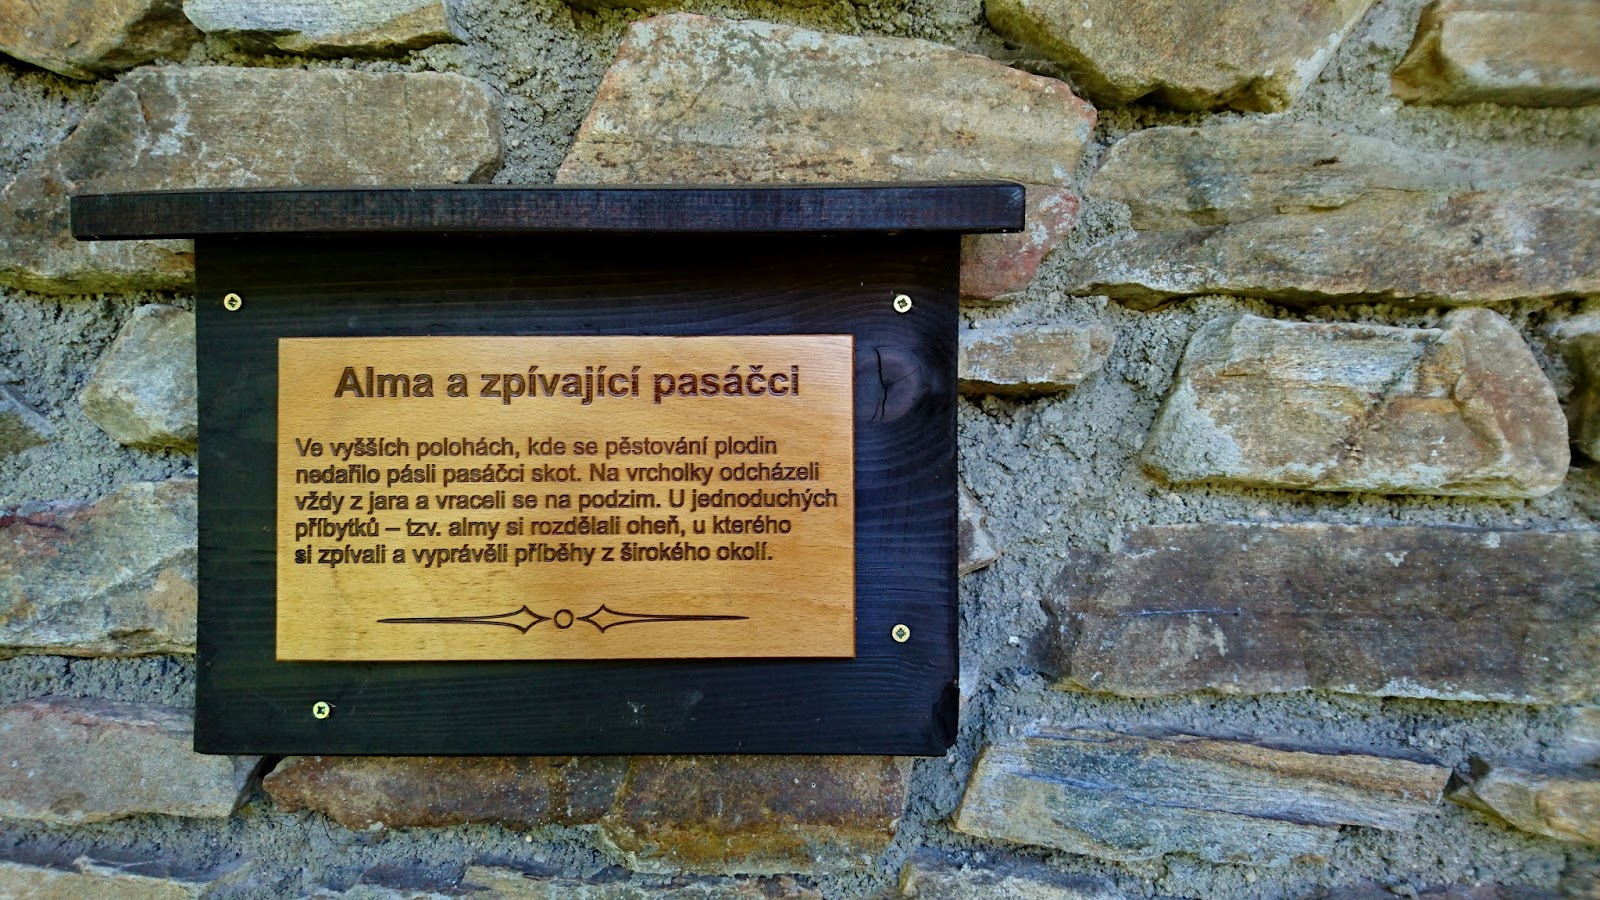 Alma a zpívající pasáčci
Ve vyšších polohách, kde se pěstování plodin
nedařilo pásli pasáčci skot. Na vrcholky odcházeli
vždy z jara a vraceli se na podzim. U jednoduchých
příbytků – tzv. almy si rozdělali oheň, u kterého
si zpívali a vyprávěli příběhy z širokého okolí.